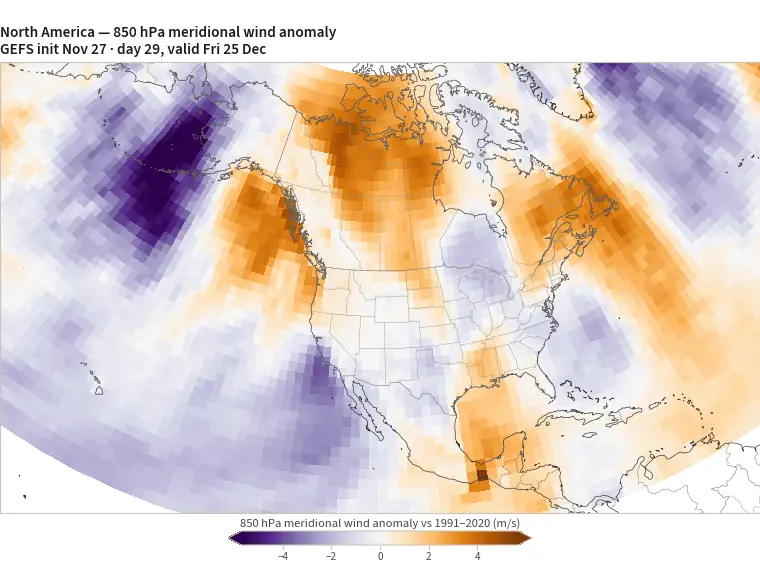 North America — 850 hPa meridional wind anomaly
GEFS init Nov 27 · day 29, valid Fri 25 Dec
850 hPa meridional wind anomaly vs 1991–2020 (m/s)
−4 −2 0 2 4